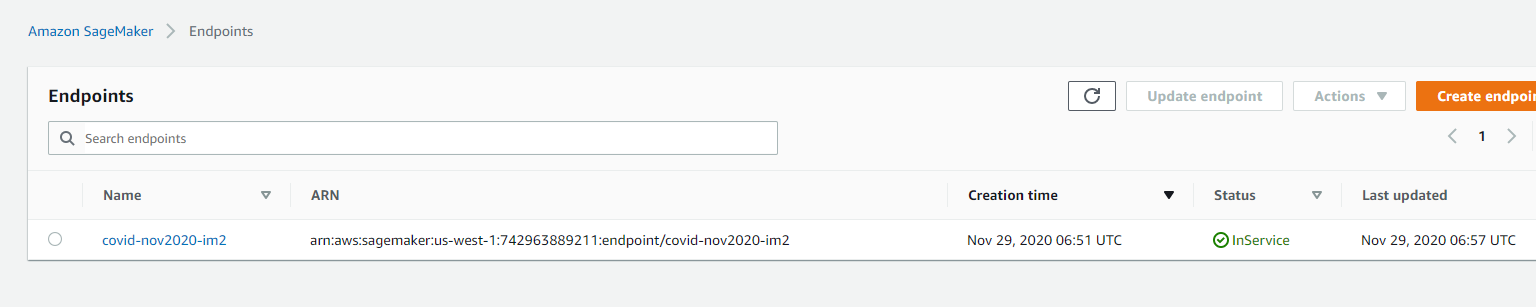 Amazon SageMaker > Endpoints
Endpoints
Update endpoint Actions Create
Search endpoints
1
Name ARN Creation time Status Last updated
covid-nov2020-im2 arn:aws:sagemaker:us-west-1:742963889211:endpoint/covid-nov2020-im2 Nov 29, 2020 06:51 UTC InService Nov 29, 2020 06:57 UTC